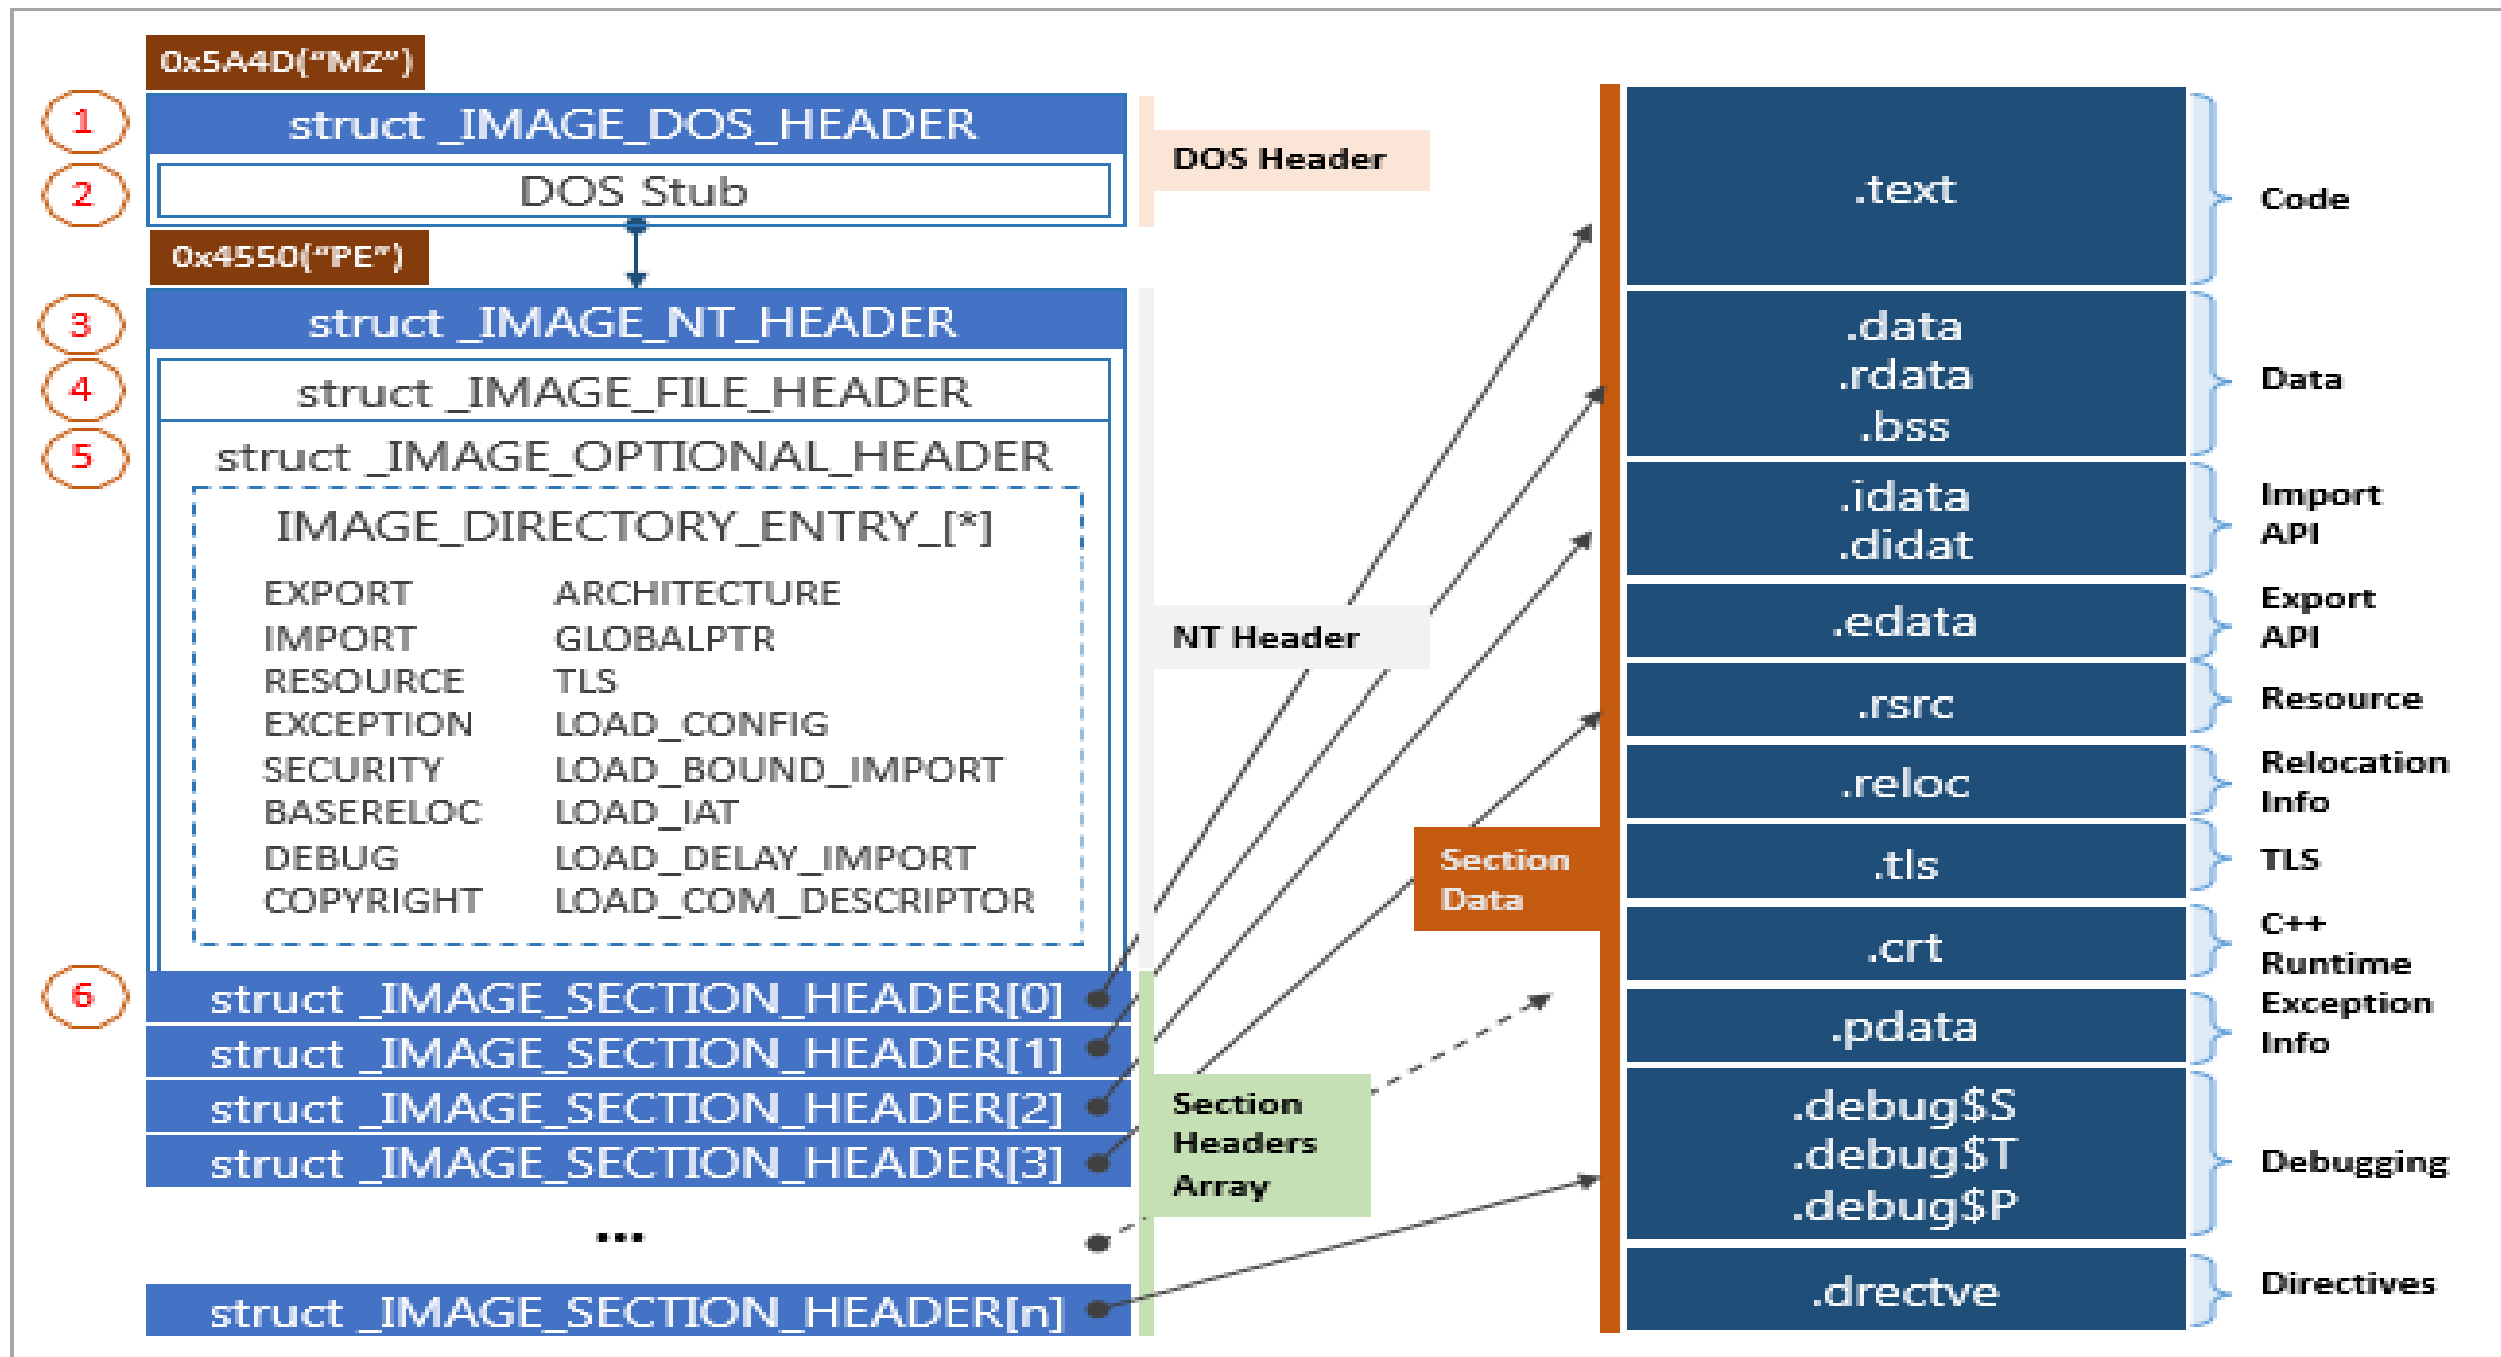 0x5A4D(“MZ”)
1
struct _IMAGE_DOS_HEADER
2
DOS Stub
DOS Header
0x4550(“PE”)
3
struct _IMAGE_NT_HEADER
4
struct _IMAGE_FILE_HEADER
5
struct _IMAGE_OPTIONAL_HEADER
IMAGE_DIRECTORY_ENTRY_[*]
EXPORT ARCHITECTURE
IMPORT GLOBALPTR
RESOURCE TLS
EXCEPTION LOAD_CONFIG
SECURITY LOAD_BOUND_IMPORT
BASERELOC LOAD_IAT
DEBUG LOAD_DELAY_IMPORT
COPYRIGHT LOAD_COM_DESCRIPTOR
NT Header
6
struct _IMAGE_SECTION_HEADER[0]
struct _IMAGE_SECTION_HEADER[1]
struct _IMAGE_SECTION_HEADER[2]
struct _IMAGE_SECTION_HEADER[3]
...
struct _IMAGE_SECTION_HEADER[n]
Section
Headers
Array
Section
Data
.text
Code
.data
.rdata
.bss
Data
.idata
.didat
Import
API
.edata
Export
API
.rsrc
Resource
.reloc
Relocation
Info
.tls
TLS
.crt
C++
Runtime
.pdata
Exception
Info
.debug$S
.debug$T
.debug$P
Debugging
.drectve
Directives